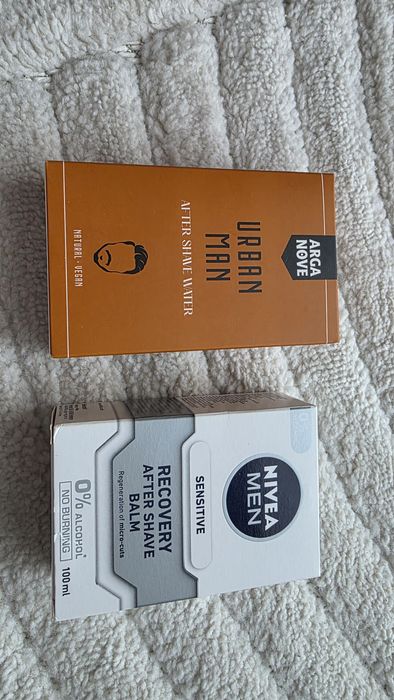 ARGA
NOVE
URBAN
MAN
AFTER SHAVE WATER
NATURAL, VEGAN
NIVEA
MEN
SENSITIVE
RECOVERY
AFTER SHAVE
BALM
Regeneration of micro-cuts
0% ALCOHOL*
NO BURNING
100 ml